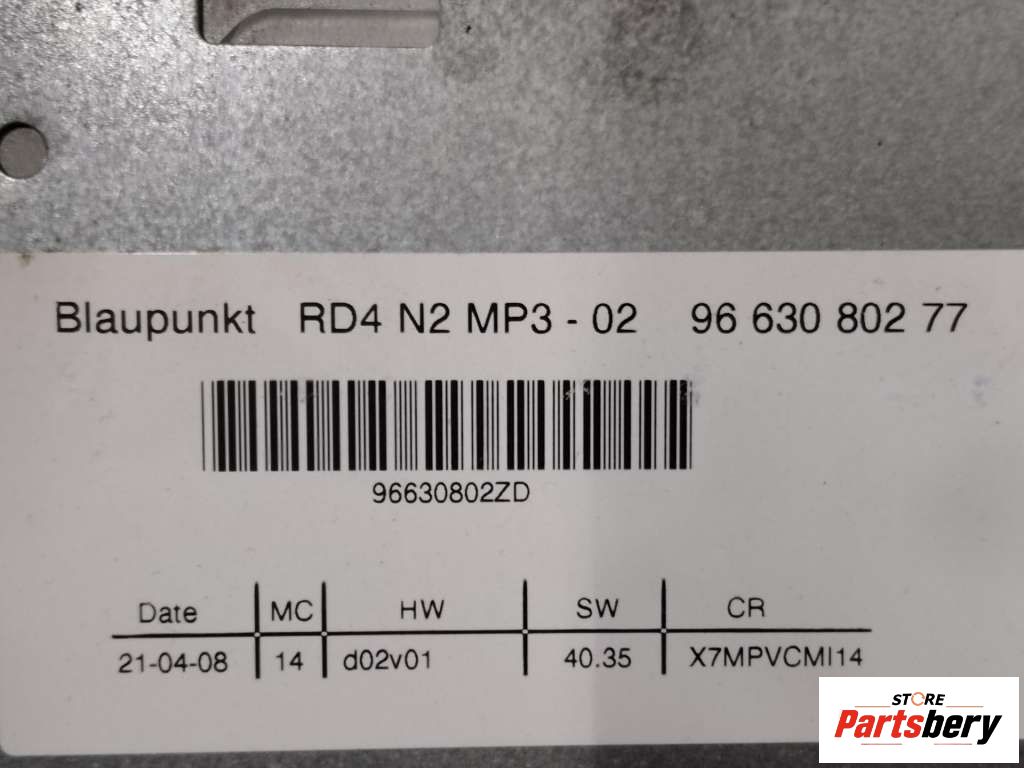 Blaupunkt RD4 N2 MP3 - 02 96 630 802 77
96630802ZD
Date MC HW SW CR
21-04-08 14 d02v01 40.35 X7MPVCMI14
STORE
Partsbery